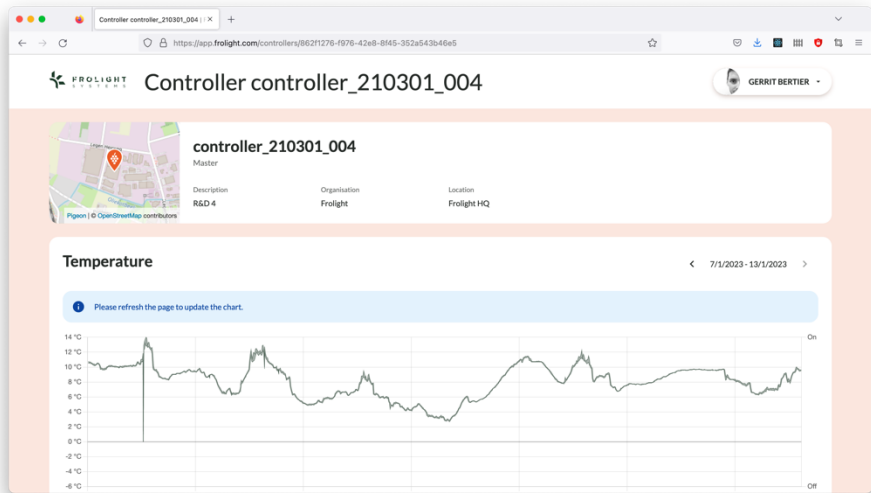 Controller controller_210301_004 |
https://app.frolight.com/controllers/862f1276-f976-42e8-8f45-352a543b46e5
FROLIGHT
SYSTEMS
Controller controller_210301_004
GERRIT BERTIER
controller_210301_004
Master
Description
Organisation
Location
R&D 4
Frolight
Frolight HQ
Pigeon | © OpenStreetMap contributors
Temperature
7/1/2023 - 13/1/2023
Please refresh the page to update the chart.
14 °C
On
12 °C
10 °C
8 °C
6 °C
4 °C
2 °C
0 °C
-2 °C
-4 °C
-6 °C
Off